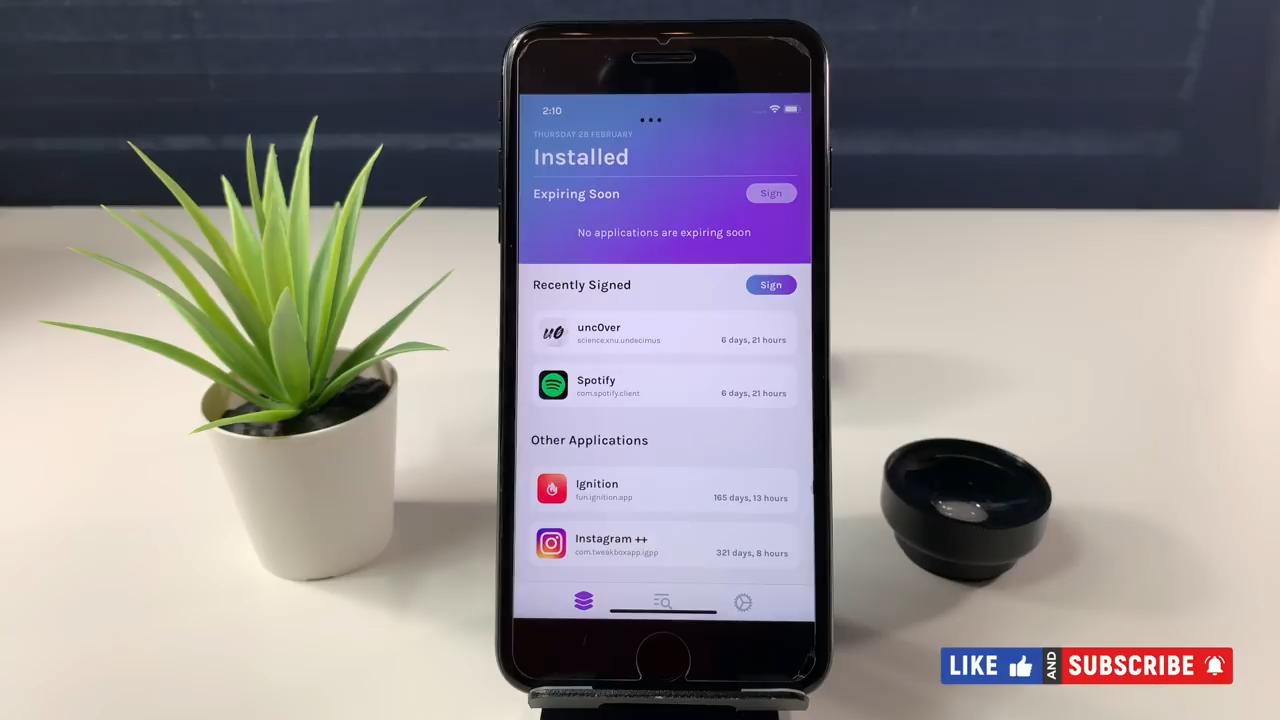 2:10
THURSDAY 28 FEBRUARY
Installed
Expiring Soon
Sign
No applications are expiring soon
Recently Signed
Sign
u0
unc0ver
science.xnu.undecimus
6 days, 21 hours
Spotify
com.spotify.client
6 days, 21 hours
Other Applications
Ignition
fun.ignition.app
165 days, 13 hours
Instagram ++
com.tweakboxapp.igpp
321 days, 8 hours
LIKE AND SUBSCRIBE